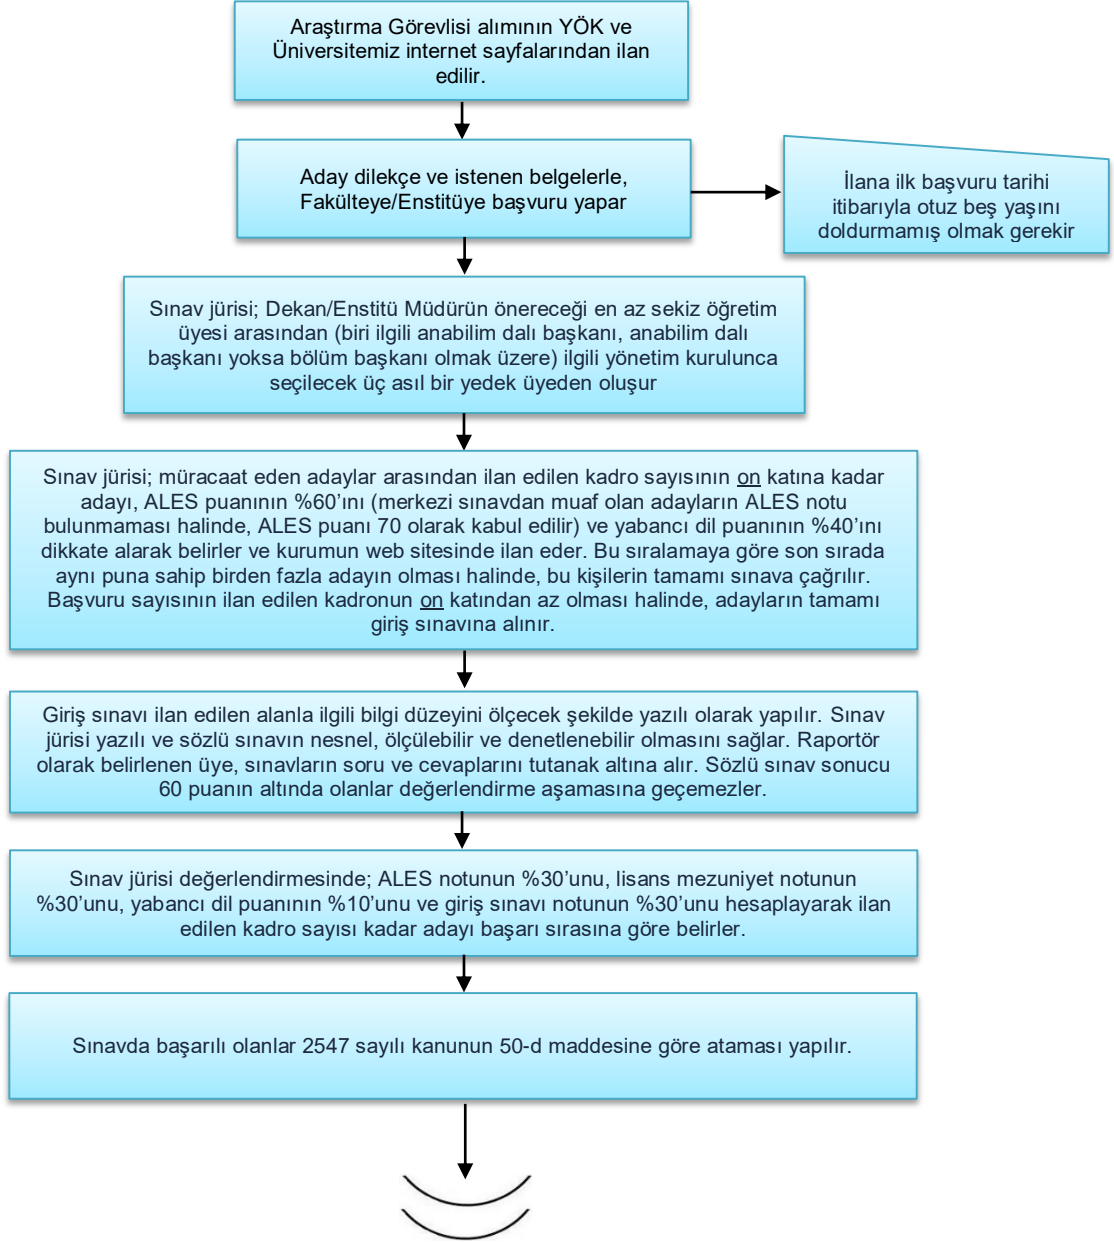 Araştırma Görevlisi alımının YÖK ve
Üniversitemiz internet sayfalarından ilan
edilir.
Aday dilekçe ve istenen belgelerle,
Fakülteye/Enstitüye başvuru yapar
İlana ilk başvuru tarihi
itibarıyla otuz beş yaşını
doldurmamış olmak gerekir
Sınav jürisi; Dekan/Enstitü Müdürün önereceği en az sekiz öğretim
üyesi arasından (biri ilgili anabilim dalı başkanı, anabilim dalı
başkanı yoksa bölüm başkanı olmak üzere) ilgili yönetim kurulunca
seçilecek üç asıl bir yedek üyeden oluşur
Sınav jürisi; müracaat eden adaylar arasından ilan edilen kadro sayısının on katına kadar
adayı, ALES puanının %60’ını (merkezi sınavdan muaf olan adayların ALES notu
bulunmaması halinde, ALES puanı 70 olarak kabul edilir) ve yabancı dil puanının %40’ını
dikkate alarak belirler ve kurumun web sitesinde ilan eder. Bu sıralamaya göre son sırada
aynı puna sahip birden fazla adayın olması halinde, bu kişilerin tamamı sınava çağrılır.
Başvuru sayısının ilan edilen kadronun on katından az olması halinde, adayların tamamı
giriş sınavına alınır.
Giriş sınavı ilan edilen alanla ilgili bilgi düzeyini ölçecek şekilde yazılı olarak yapılır. Sınav
jürisi yazılı ve sözlü sınavın nesnel, ölçülebilir ve denetlenebilir olmasını sağlar. Raportör
olarak belirlenen üye, sınavların soru ve cevaplarını tutanak altına alır. Sözlü sınav sonucu
60 puanın altında olanlar değerlendirme aşamasına geçemezler.
Sınav jürisi değerlendirmesinde; ALES notunun %30’unu, lisans mezuniyet notunun
%30’unu, yabancı dil puanının %10’unu ve giriş sınavı notunun %30’unu hesaplayarak ilan
edilen kadro sayısı kadar adayı başarı sırasına göre belirler.
Sınavda başarılı olanlar 2547 sayılı kanunun 50-d maddesine göre ataması yapılır.